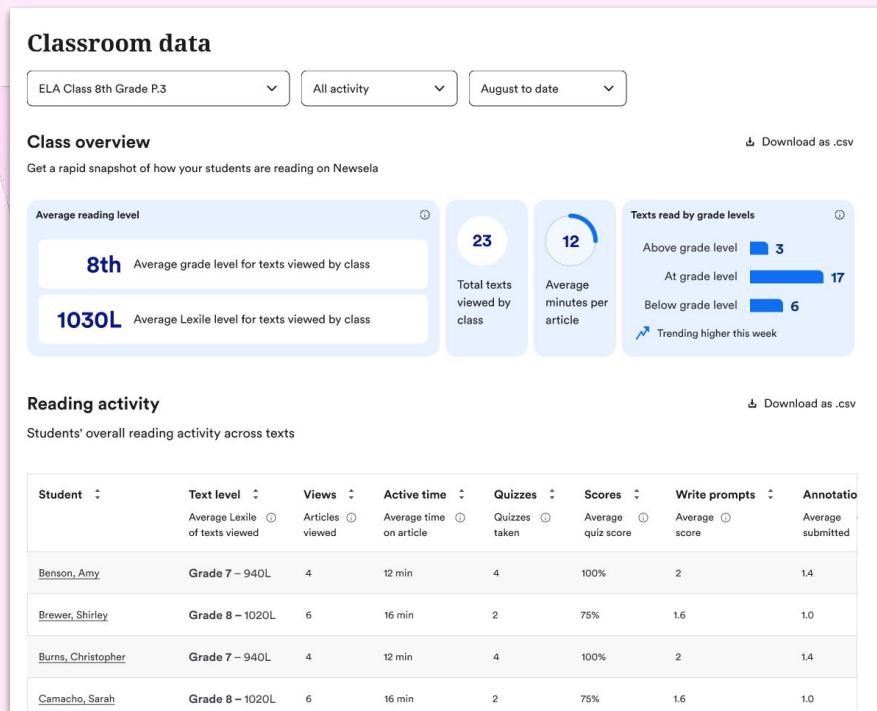 Classroom data
ELA Class 8th Grade P.3 All activity August to date
Class overview Download as .csv
Get a rapid snapshot of how your students are reading on Newsela
Average reading level
8th Average grade level for texts viewed by class
1030L Average Lexile level for texts viewed by class
23
Total texts
viewed by
class
12
Average
minutes per
article
Texts read by grade levels
Above grade level 3
At grade level 17
Below grade level 6
Trending higher this week
Reading activity Download as .csv
Students' overall reading activity across texts
Student Text level Views Active time Quizzes Scores Write prompts Annotatio
Average Lexile Articles Average time Quizzes Average Average Average
of texts viewed viewed on article taken quiz score score submitted
Benson, Amy Grade 7 – 940L 4 12 min 4 100% 2 1.4
Brewer, Shirley Grade 8 – 1020L 6 16 min 2 75% 1.6 1.0
Burns, Christopher Grade 7 – 940L 4 12 min 4 100% 2 1.4
Camacho, Sarah Grade 8 – 1020L 6 16 min 2 75% 1.6 1.0